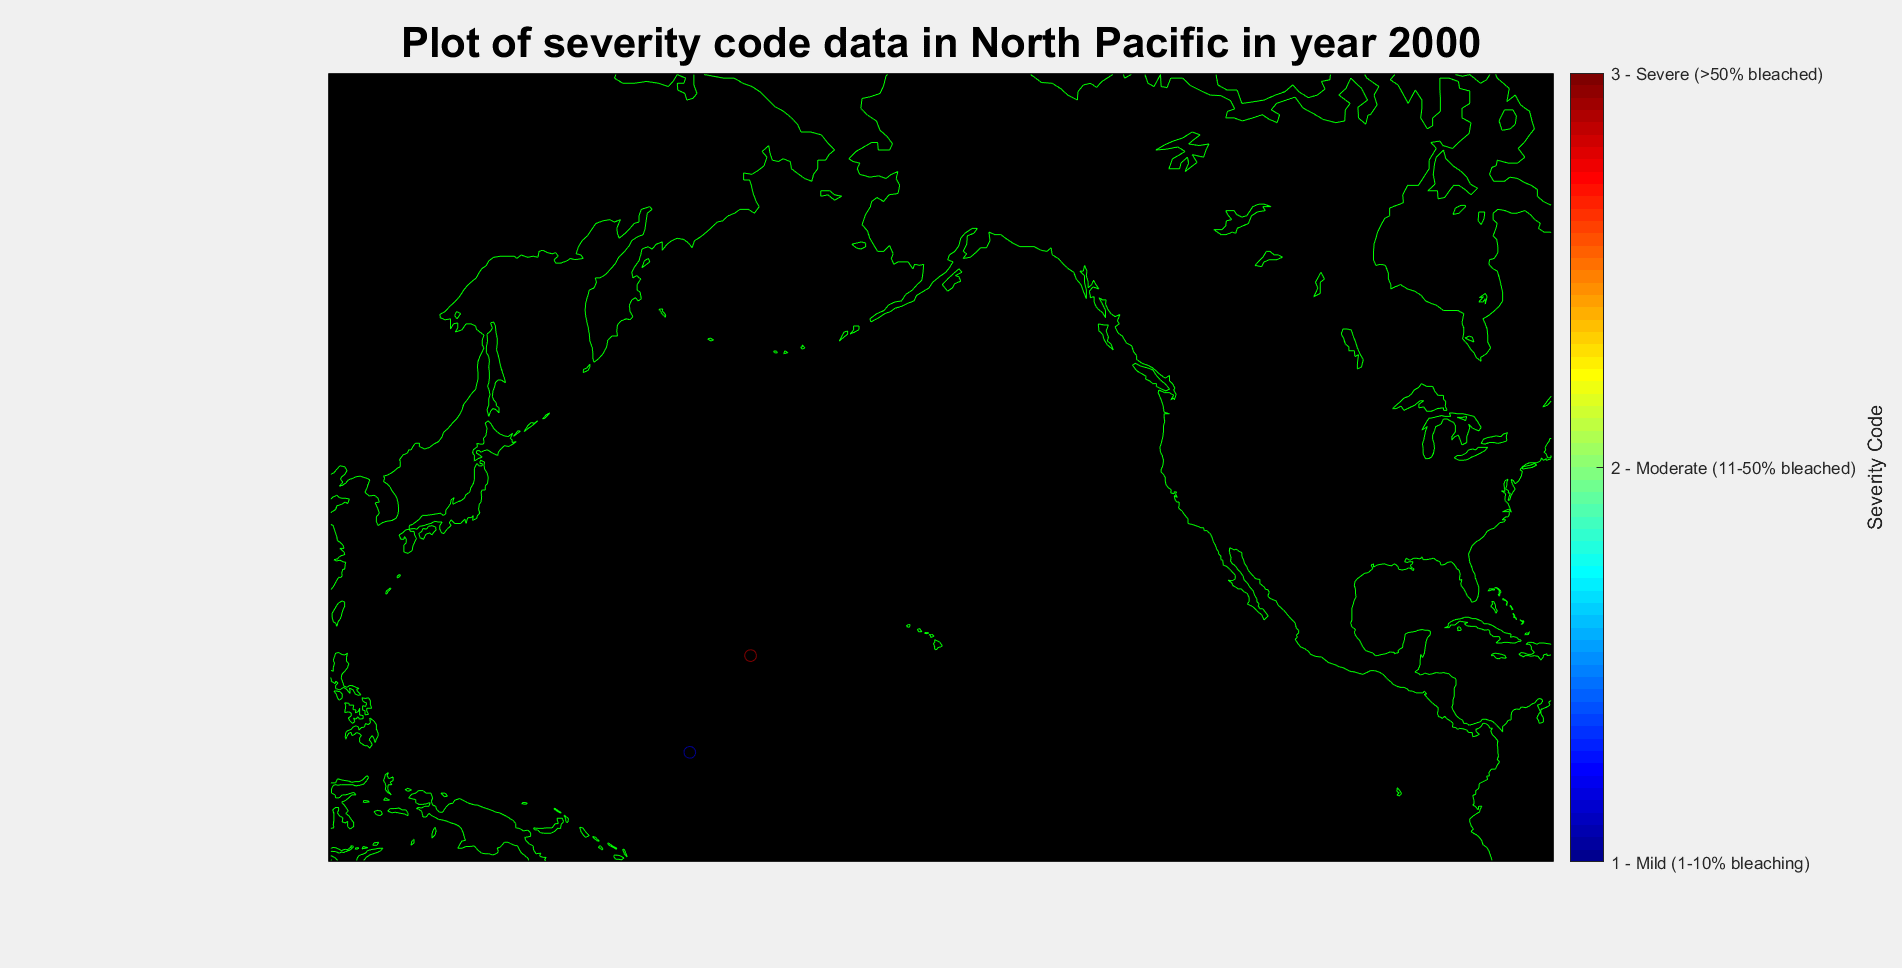 Plot of severity code data in North Pacific in year 2000
3 - Severe (>50% bleached)
2 - Moderate (11-50% bleached)
1 - Mild (1-10% bleaching)
Severity Code